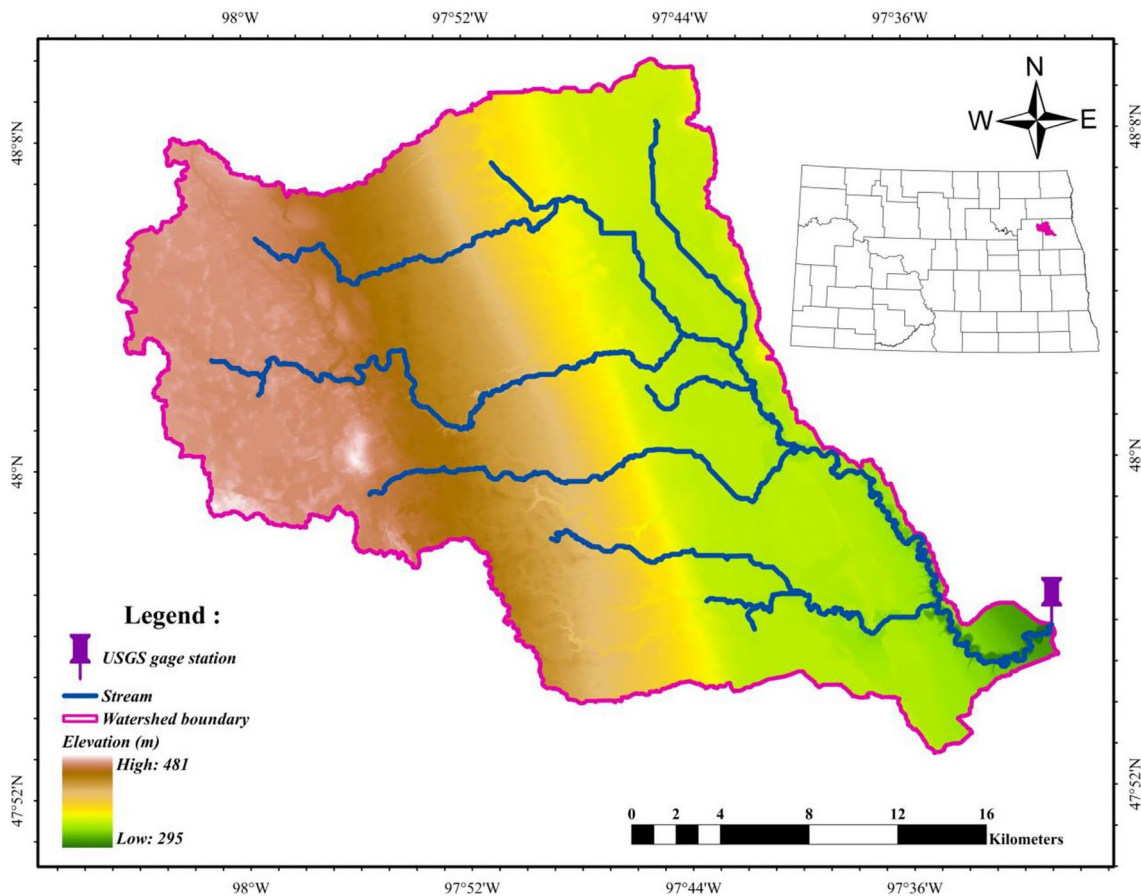 98°W 97°52'W 97°44'W 97°36'W
N
W E
48°8'N 48°8'N
48°N 48°N
47°52'N 47°52'N
Legend :
USGS gage station
Stream
Watershed boundary
Elevation (m)
High: 481
Low: 295
0 2 4 8 12 16
Kilometers
S
98°W 97°52'W 97°44'W 97°36'W